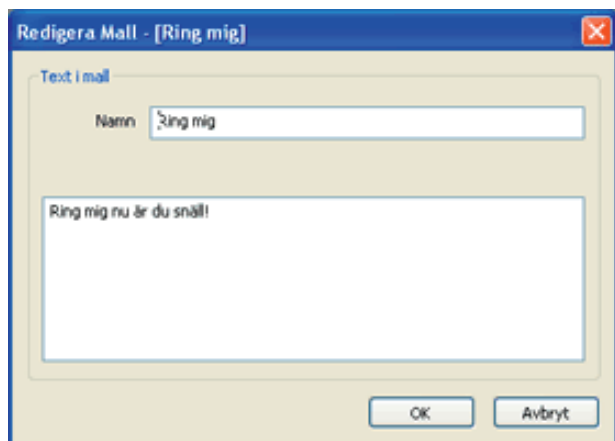 Redigera Mall - [Ring mig]
Text i mall
Namn Ring mig
Ring mig nu är du snäll!
OK Avbryt